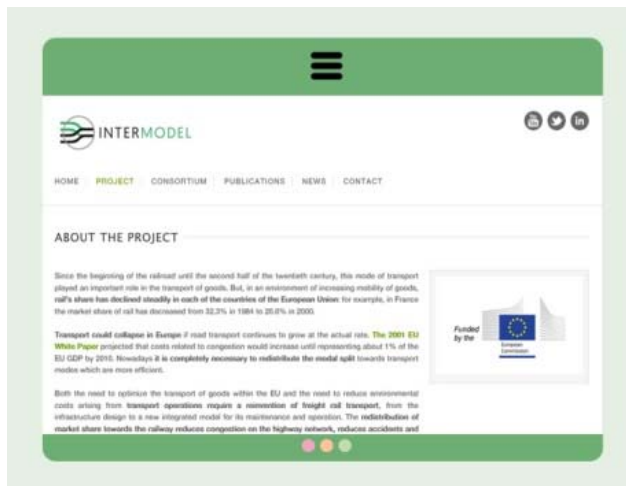 INTERMODEL
You Tube in
HOME PROJECT CONSORTIUM PUBLICATIONS NEWS CONTACT
ABOUT THE PROJECT
Since the beginning of the railroad until the second half of the twentieth century, this mode of transport
played an important role in the transport of goods. But, in an environment of increasing mobility of goods,
rail's share has declined steadily in each of the countries of the European Union: for example, in France
the market share of rail has decreased from 32.3% in 1984 to 20.6% in 2000.
Transport could collapse in Europe if road transport continues to grow at the actual rate. The 2001 EU
White Paper projected that costs related to congestion would increase until representing about 1% of the
EU GDP by 2010. Nowadays it is completely necessary to redistribute the modal split towards transport
modes which are more efficient.
Both the need to optimize the transport of goods within the EU and the need to reduce environmental
costs arising from transport operations require a reinvention of freight rail transport, from the
infrastructure design to a new integrated model for its maintenance and operation. The redistribution of
market share towards the railway reduces congestion on the highway network, reduces accidents and
Funded
by the
European
Commission